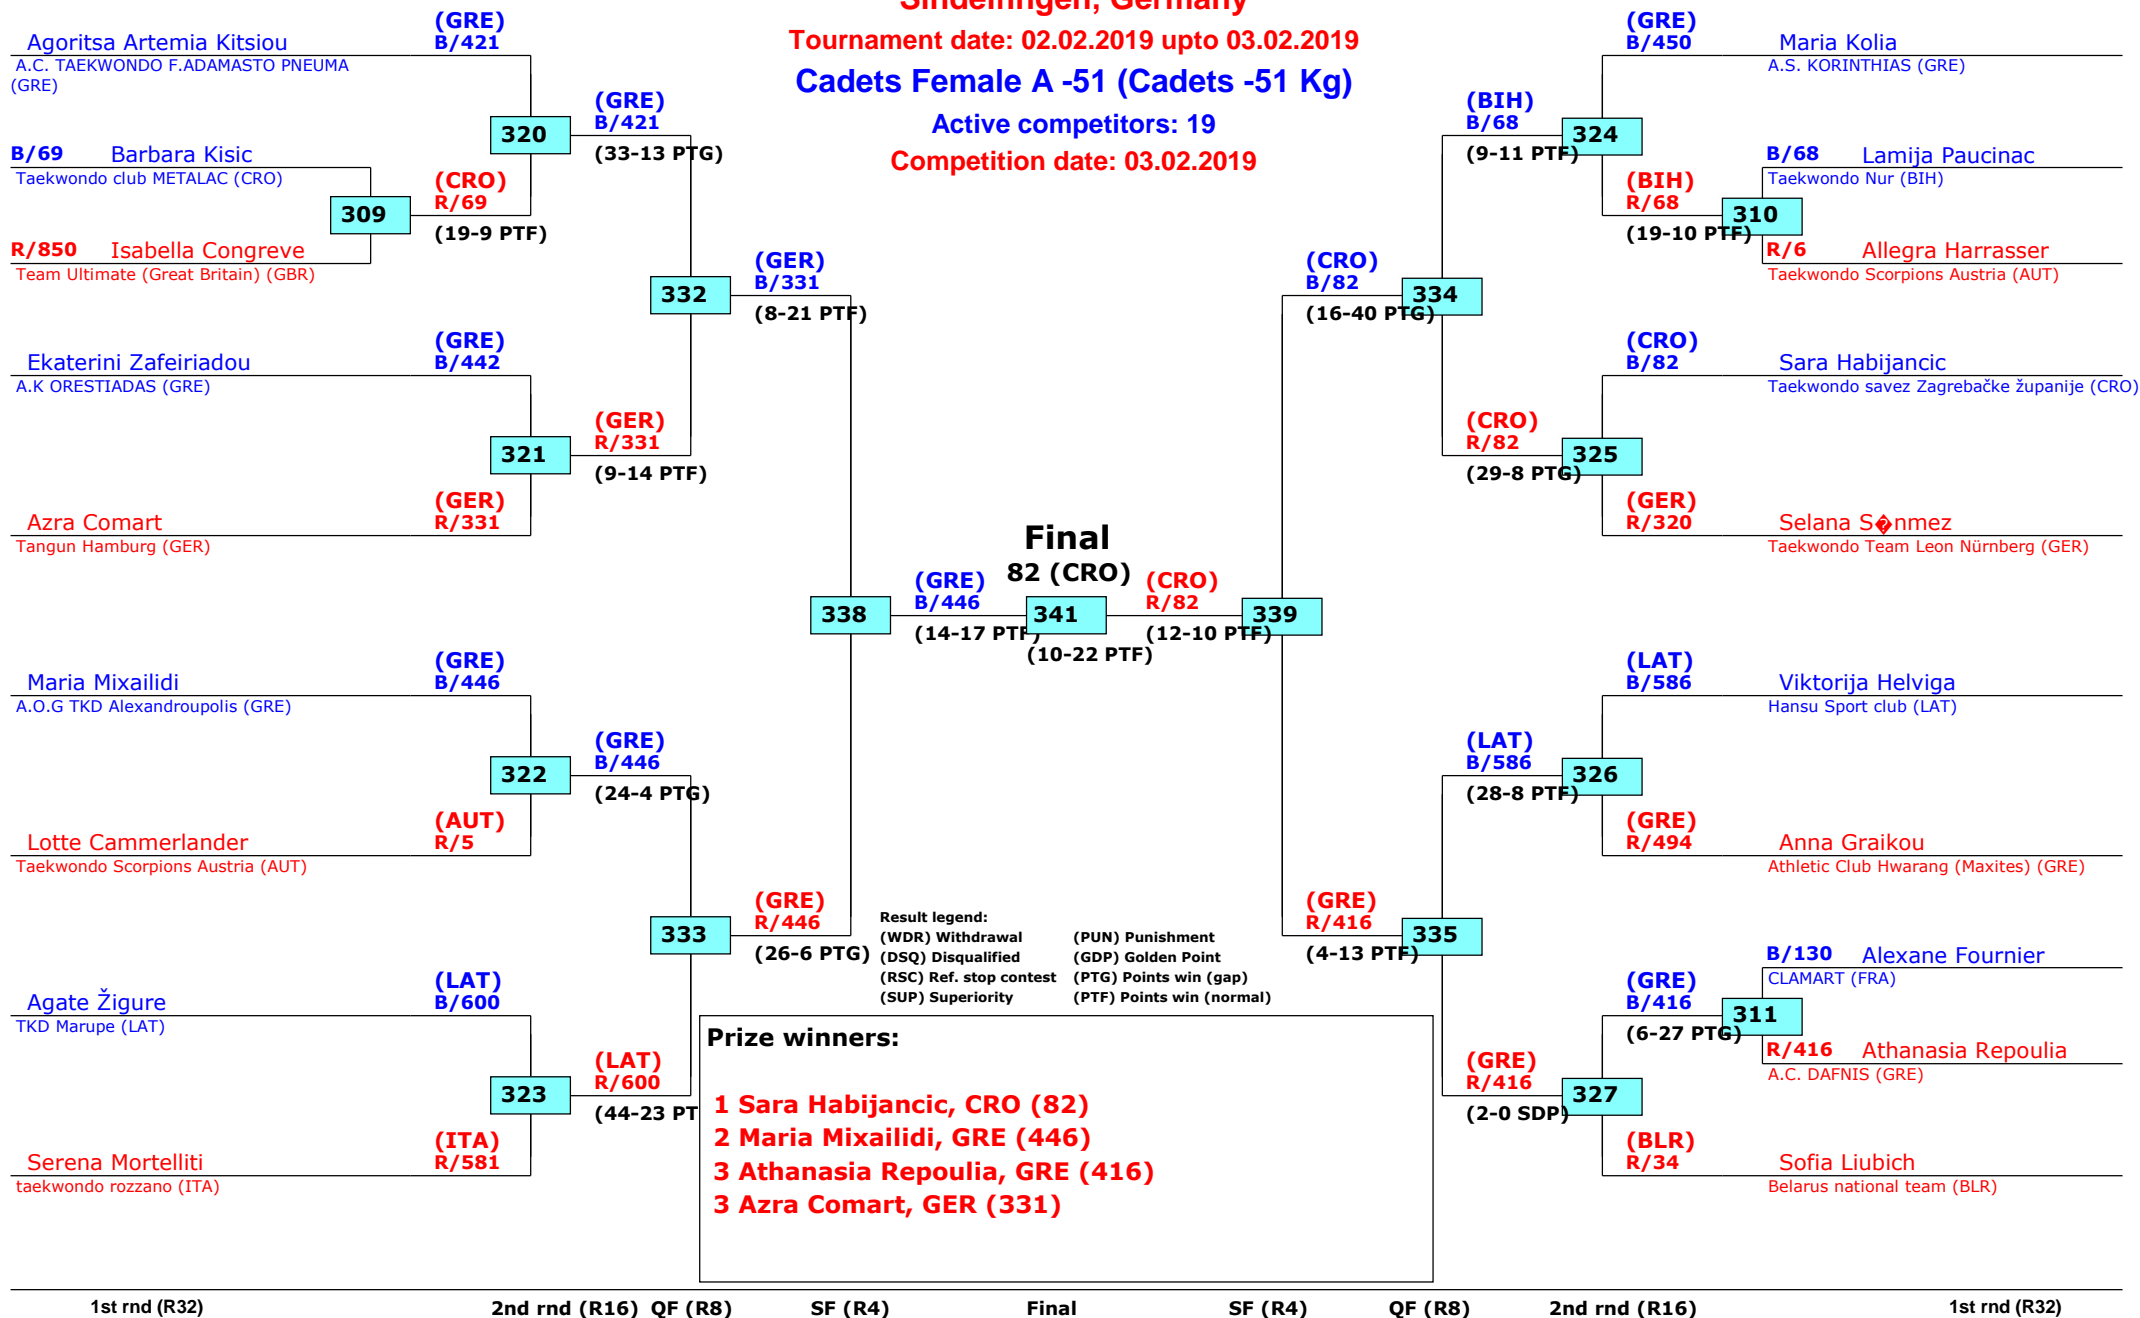 Sindelfingen, Germany
Tournament date: 02.02.2019 upto 03.02.2019
Cadets Female A -51 (Cadets -51 Kg)
Active competitors: 19
Competition date: 03.02.2019
Agoritsa Artemia Kitsiou
A.C. TAEKWONDO F.ADAMASTO PNEUMA
(GRE)
(GRE)
B/421
B/69 Barbara Kisic
Taekwondo club METALAC (CRO)
309
R/850 Isabella Congreve
Team Ultimate (Great Britain) (GBR)
(CRO)
R/69
(19-9 PTF)
320
(GRE)
B/421
(33-13 PTG)
Ekaterini Zafeiriadou
A.K ORESTIADAS (GRE)
(GRE)
B/442
321
Azra Comart
Tangun Hamburg (GER)
(GER)
R/331
(GER)
R/331
(9-14 PTF)
332
(GER)
B/331
(8-21 PTF)
Maria Mixailidi
A.O.G TKD Alexandroupolis (GRE)
(GRE)
B/446
322
Lotte Cammerlander
Taekwondo Scorpions Austria (AUT)
(AUT)
R/5
(GRE)
B/446
(24-4 PTG)
Agate Žigure
TKD Marupe (LAT)
(LAT)
B/600
323
Serena Mortelliti
taekwondo rozzano (ITA)
(ITA)
R/581
(LAT)
R/600
(44-23 PT
333
(GRE)
R/446
(26-6 PTG)
338
(GRE)
B/446
(14-17 PTF)
Final
82 (CRO)
341
(10-22 PTF)
(CRO)
R/82
(12-10 PTF)
339
(GRE)
B/450
Maria Kolia
A.S. KORINTHIAS (GRE)
324
(BIH)
B/68
(9-11 PTF)
B/68 Lamija Paucinac
Taekwondo Nur (BIH)
310
(BIH)
R/68
(19-10 PTF)
R/6 Allegra Harrasser
Taekwondo Scorpions Austria (AUT)
334
(CRO)
B/82
(16-40 PTG)
(CRO)
B/82
Sara Habijancic
Taekwondo savez Zagrebačke županije (CRO)
325
(CRO)
R/82
(29-8 PTG)
(GER)
R/320
Selana S�nmez
Taekwondo Team Leon Nürnberg (GER)
(LAT)
B/586
Viktorija Helviga
Hansu Sport club (LAT)
326
(LAT)
B/586
(28-8 PTF)
(GRE)
R/494
Anna Graikou
Athletic Club Hwarang (Maxites) (GRE)
335
(GRE)
R/416
(4-13 PTF)
B/130 Alexane Fournier
CLAMART (FRA)
311
(GRE)
B/416
(6-27 PTG)
R/416 Athanasia Repoulia
A.C. DAFNIS (GRE)
327
(GRE)
R/416
(2-0 SDP)
(BLR)
R/34
Sofia Liubich
Belarus national team (BLR)
Result legend:
(WDR) Withdrawal (PUN) Punishment
(DSQ) Disqualified (GDP) Golden Point
(RSC) Ref. stop contest (PTG) Points win (gap)
(SUP) Superiority (PTF) Points win (normal)
Prize winners:
1 Sara Habijancic, CRO (82)
2 Maria Mixailidi, GRE (446)
3 Athanasia Repoulia, GRE (416)
3 Azra Comart, GER (331)
1st rnd (R32) 2nd rnd (R16) QF (R8) SF (R4) Final SF (R4) QF (R8) 2nd rnd (R16) 1st rnd (R32)